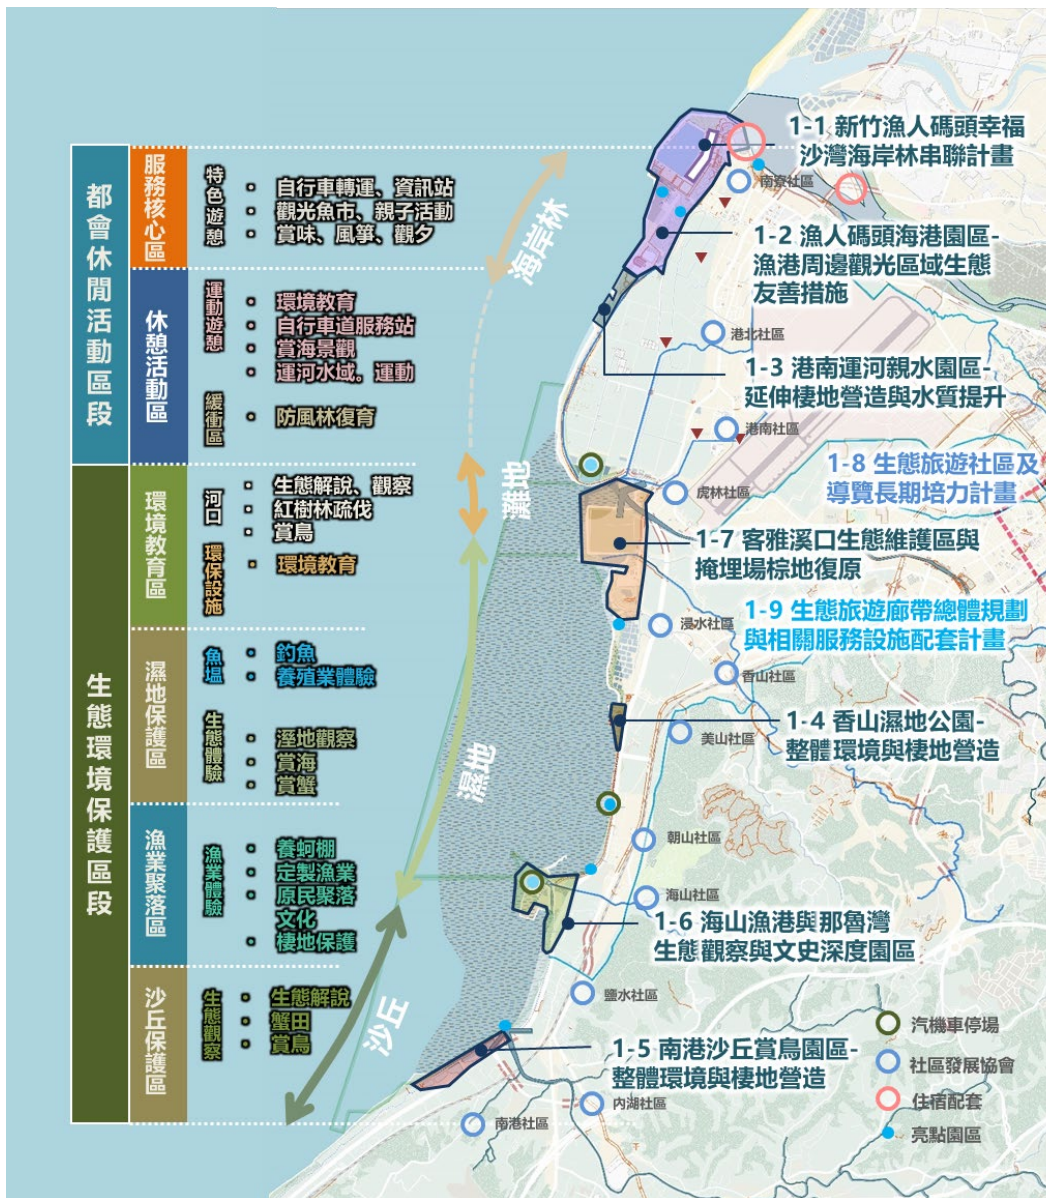 都會休閒活動區段
服務核心區
特色遊憩
• 自行車轉運、資訊站
• 觀光魚市、親子活動
• 賞味、風箏、觀夕
休憩活動區
運動遊憩
• 環境教育
• 自行車道服務站
• 賞海景觀
• 運河水域。運動
緩衝區
• 防風林復育
生態環境保護區段
環境教育區
河口
• 生態解說、觀察
• 紅樹林疏伐
• 賞鳥
環保設施
• 環境教育
濕地保護區
魚塭
• 釣魚
• 養殖業體驗
生態體驗
• 溼地觀察
• 賞海
• 賞蟹
漁業聚落區
漁業體驗
• 養蚵棚
• 定製漁業
• 原民聚落
文化
• 棲地保護
沙丘保護區
生態觀察
• 生態解說
• 蟹田
• 賞鳥
海岸林
灘地
濕地
沙丘
1-1 新竹漁人碼頭幸福
沙灣海岸林串聯計畫
南寮社區
1-2 漁人碼頭海港園區-
漁港周邊觀光區域生態
友善措施
港北社區
1-3 港南運河親水園區-
延伸棲地營造與水質提升
港南社區
1-8 生態旅遊社區及
導覽長期培力計畫
虎林社區
1-7 客雅溪口生態維護區與
掩埋場棕地復原
1-9 生態旅遊廊帶總體規劃
與相關服務設施配套計畫
浸水社區
香山社區
1-4 香山濕地公園-
整體環境與棲地營造
美山社區
朝山社區
海山社區
1-6 海山漁港與那魯灣
生態觀察與文史深度園區
鹽水社區
1-5 南港沙丘賞鳥園區-
整體環境與棲地營造
內湖社區
南港社區
汽機車停場
社區發展協會
住宿配套
亮點園區